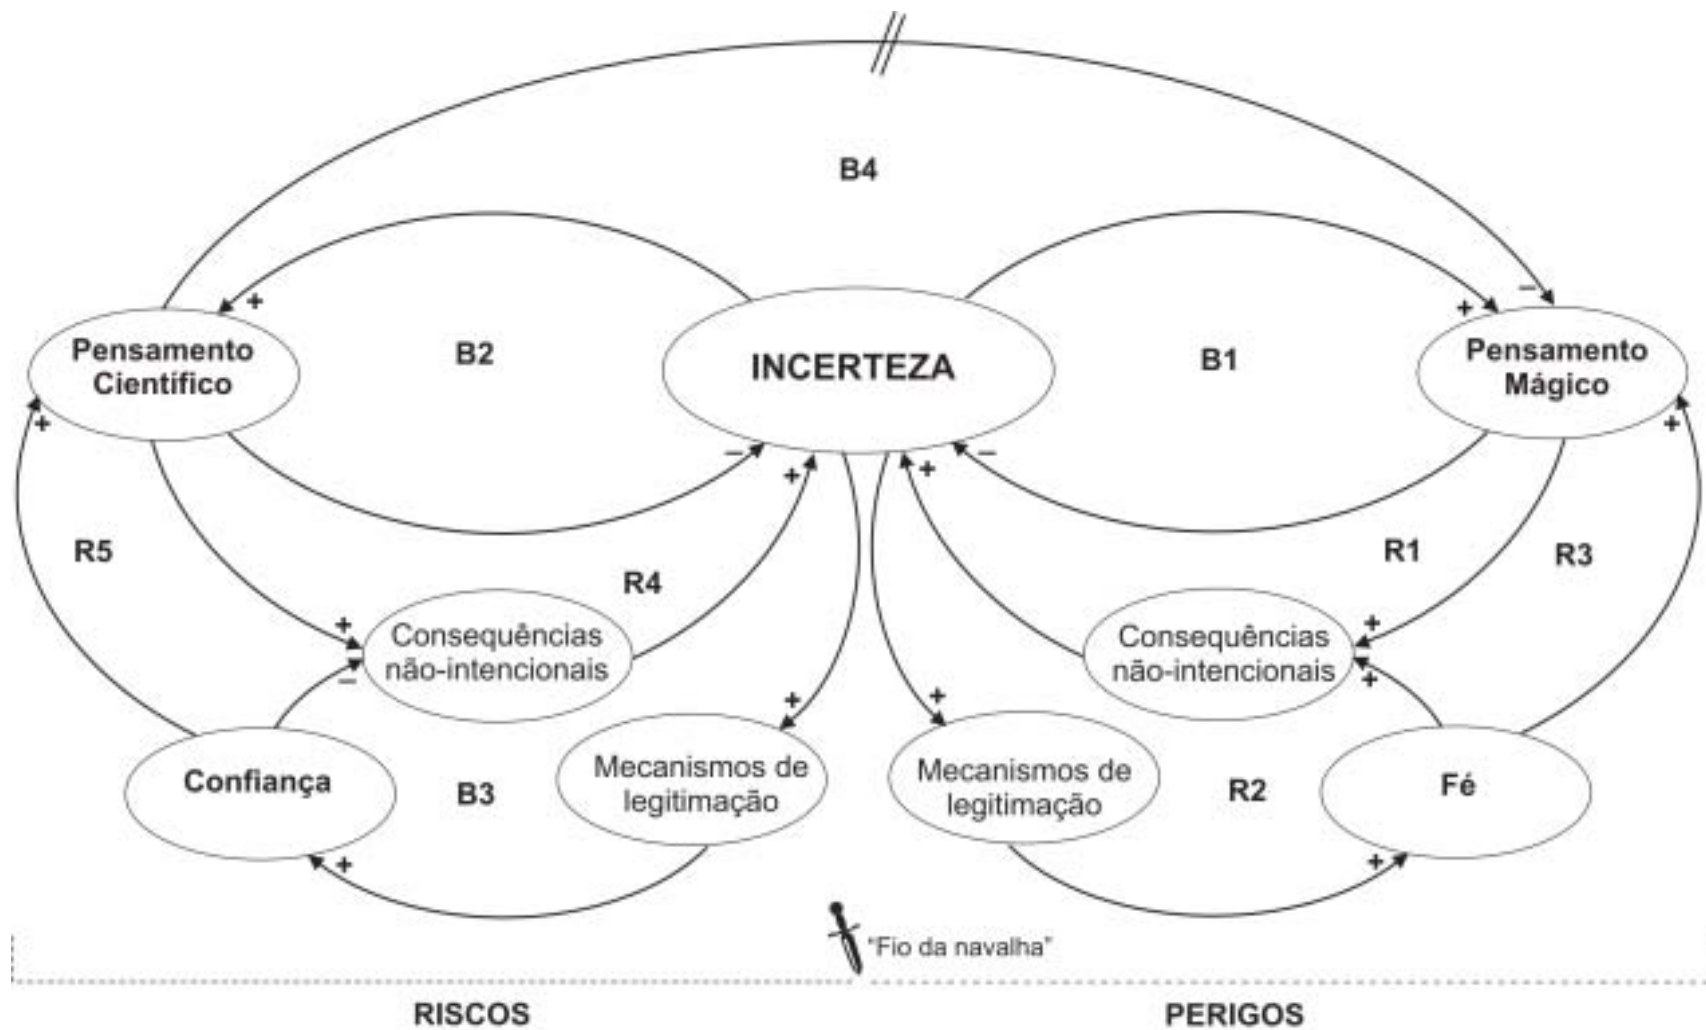 B4
+
–
+
Pensamento
Científico
B2
INCERTEZA
B1
+
Pensamento
Mágico
+
–
+
+
–
+
R5
R4
R1
R3
+
Consequências
não-intencionais
–
+
Consequências
não-intencionais
+
+
+
Confiança
B3
Mecanismos de
legitimação
Mecanismos de
legitimação
R2
Fé
+
+
"Fio da navalha"
RISCOS
PERIGOS